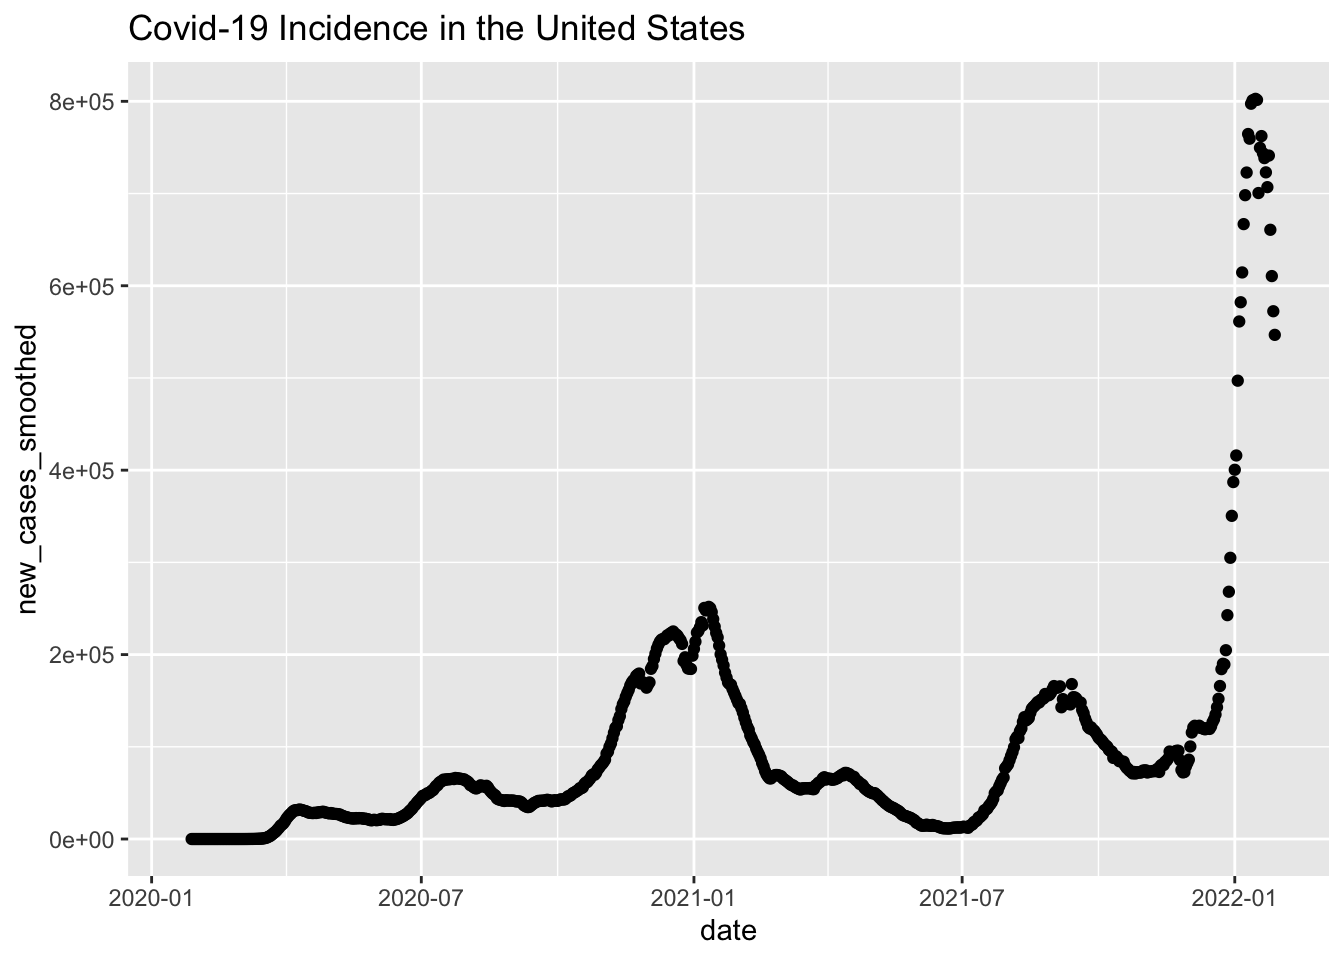 Covid-19 Incidence in the United States
8e+05
6e+05
4e+05
2e+05
0e+00
new_cases_smoothed
2020-01 2020-07 2021-01 2021-07 2022-01
date